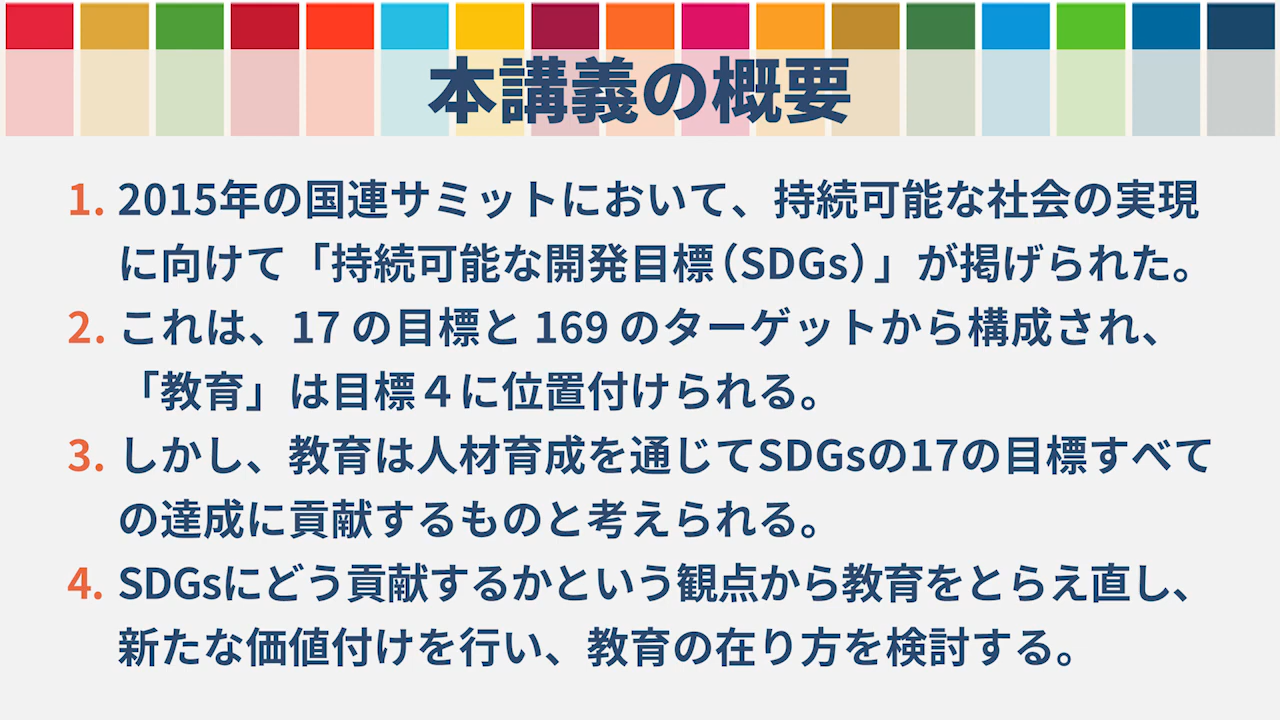 本講義の概要
1. 2015年の国連サミットにおいて、持続可能な社会の実現
に向けて「持続可能な開発目標(SDGs)」が掲げられた。
2. これは、17 の目標と 169 のターゲットから構成され、
「教育」は目標４に位置付けられる。
3. しかし、教育は人材育成を通じてSDGsの17の目標すべて
の達成に貢献するものと考えられる。
4. SDGsにどう貢献するかという観点から教育をとらえ直し、
新たな価値付けを行い、教育の在り方を検討する。